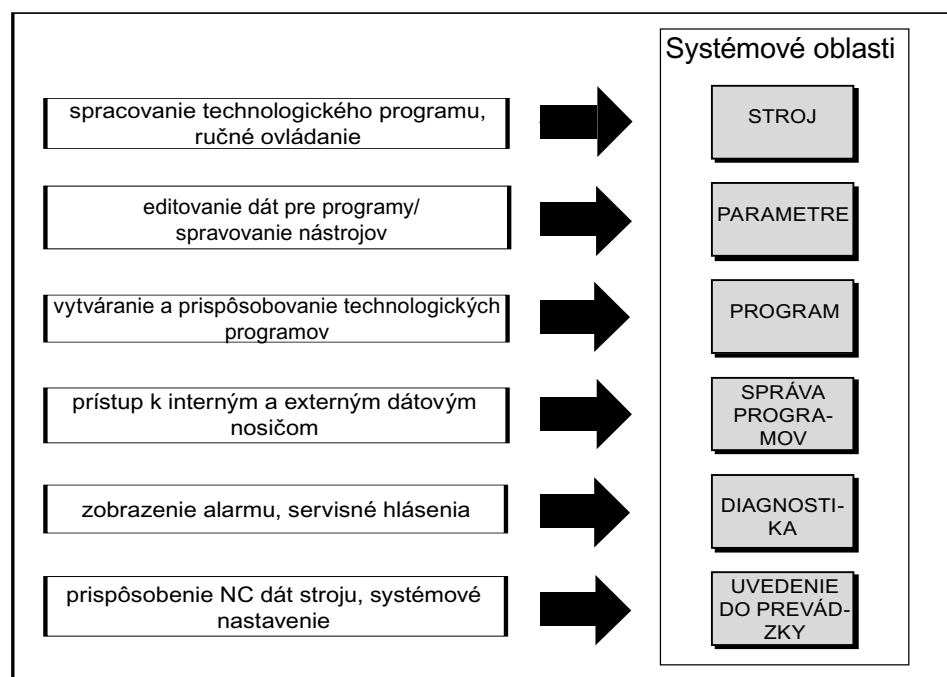 Systémové oblasti
spracovanie technologického programu,
ručné ovládanie
STROJ
editovanie dát pre programy/
spravovanie nástrojov
PARAMETRE
vytváranie a prispôsobovanie technologických
programov
PROGRAM
prístup k interným a externým dátovým
nosičom
SPRÁVA
PROGRA-
MOV
zobrazenie alarmu, servisné hlásenia
DIAGNOSTI-
KA
prispôsobenie NC dát stroju, systémové
nastavenie
UVEDENIE
DO PREVÁD-
ZKY